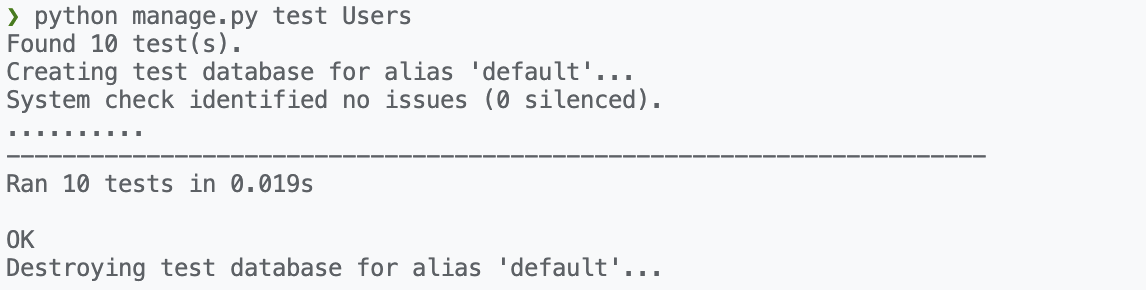 ❯ python manage.py test Users
Found 10 test(s).
Creating test database for alias 'default'...
System check identified no issues (0 silenced).
..........
----------------------------------------------------------------------
Ran 10 tests in 0.019s

OK
Destroying test database for alias 'default'...